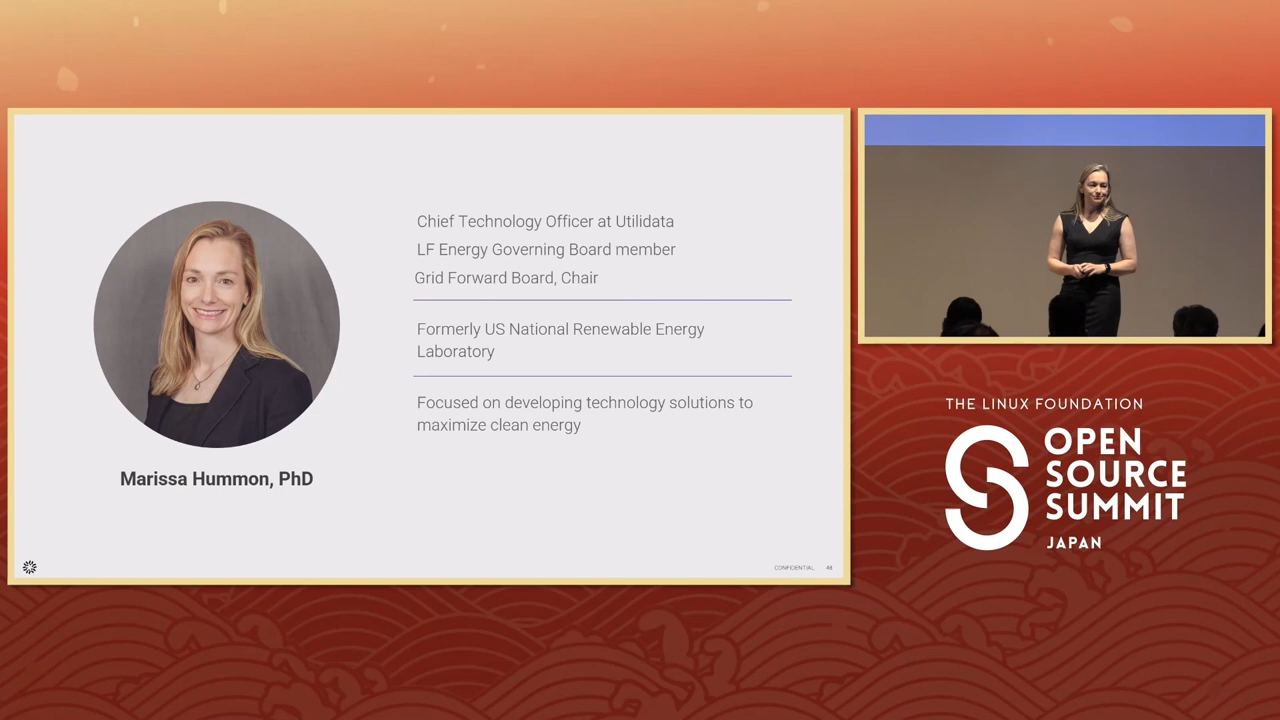 Chief Technology Officer at Utilidata
LF Energy Governing Board member
Grid Forward Board, Chair
Formerly US National Renewable Energy
Laboratory
Focused on developing technology solutions to
maximize clean energy
Marissa Hummon, PhD
CONFIDENTIAL 48
THE LINUX FOUNDATION
OPEN
SOURCE
SUMMIT
JAPAN